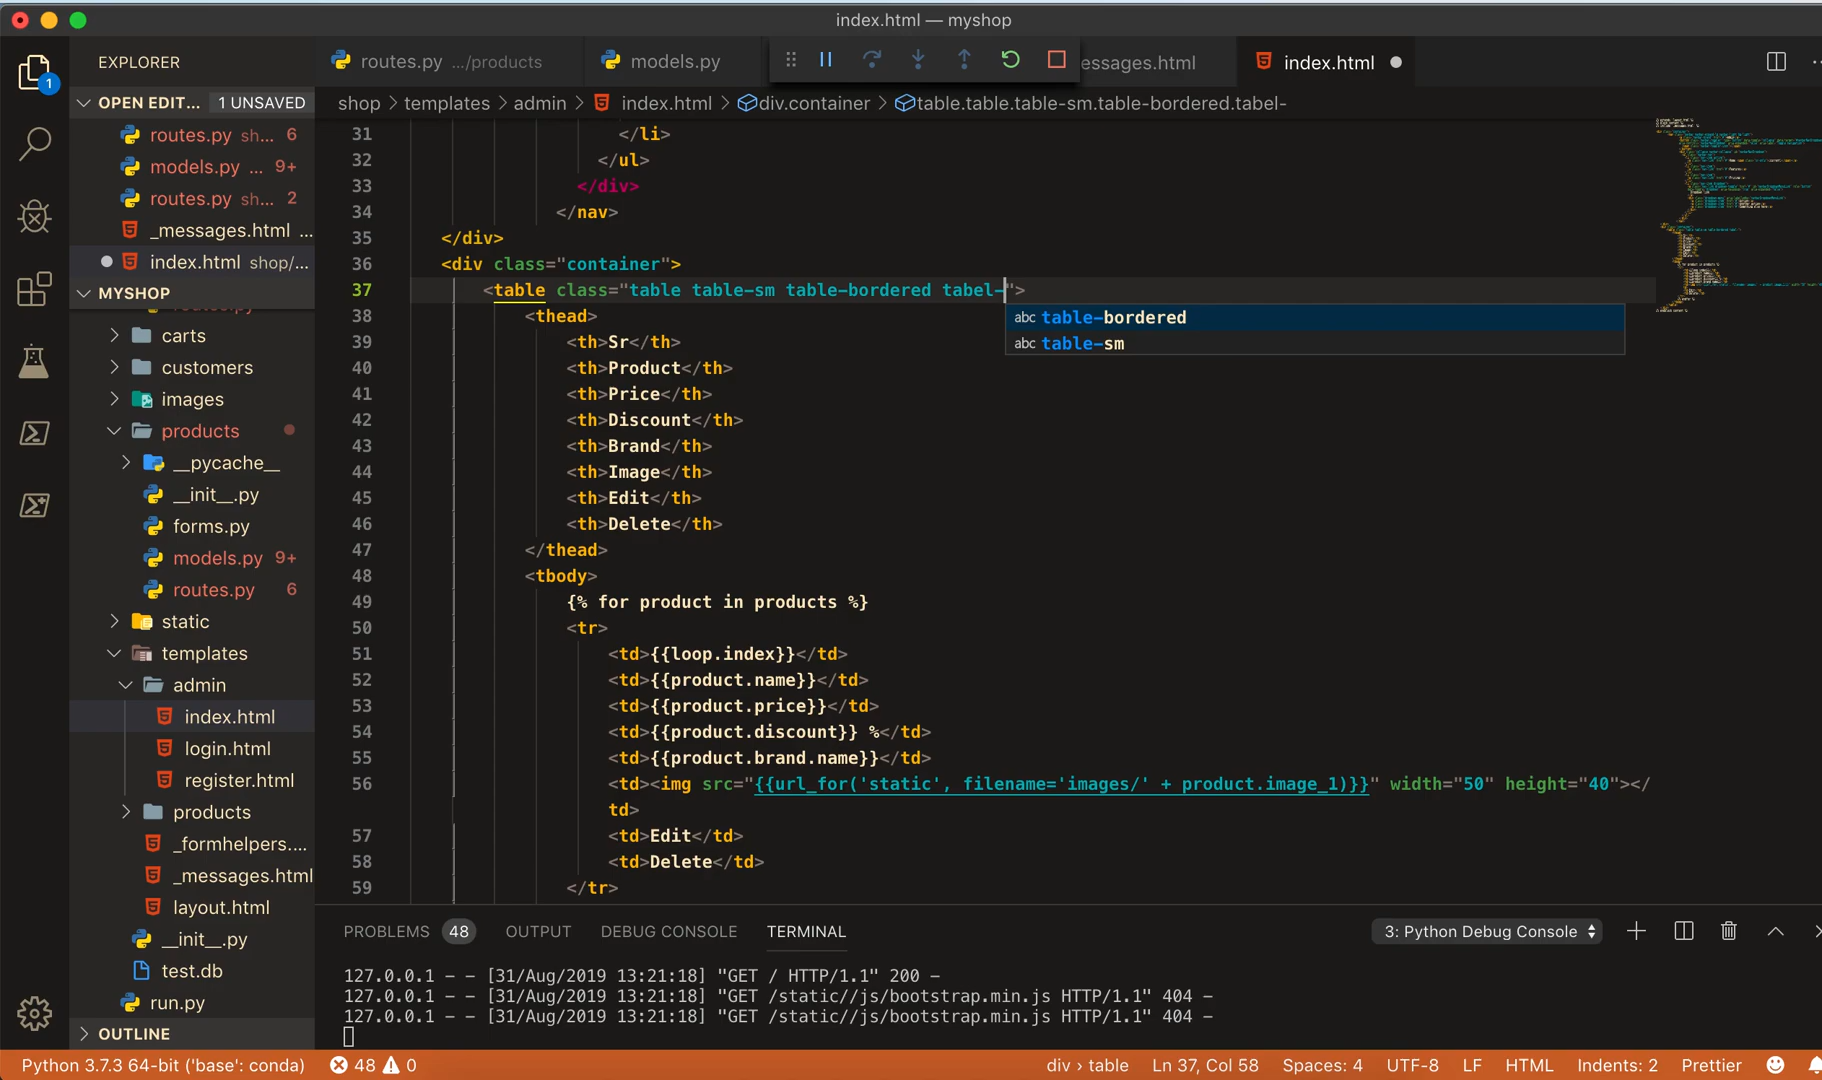 index.html — myshop
EXPLORER
routes.py .../products
models.py
essages.html
index.html
1
OPEN EDIT... 1 UNSAVED
routes.py sh... 6
models.py ... 9+
routes.py sh... 2
_messages.html ...
index.html shop/...
MYSHOP
carts
customers
images
products
__pycache__
__init__.py
forms.py
models.py 9+
routes.py 6
static
templates
admin
index.html
login.html
register.html
products
_formhelpers....
_messages.html
layout.html
__init__.py
test.db
run.py
OUTLINE
shop > templates > admin > index.html > div.container > table.table.table-sm.table-bordered.tabel-
31 </li>
32 </ul>
33 </div>
34 </nav>
35 </div>
36 <div class="container">
37 <table class="table table-sm table-bordered tabel-">
abc table-bordered
abc table-sm
38 <thead>
39 <th>Sr</th>
40 <th>Product</th>
41 <th>Price</th>
42 <th>Discount</th>
43 <th>Brand</th>
44 <th>Image</th>
45 <th>Edit</th>
46 <th>Delete</th>
47 </thead>
48 <tbody>
49 {% for product in products %}
50 <tr>
51 <td>{{loop.index}}</td>
52 <td>{{product.name}}</td>
53 <td>{{product.price}}</td>
54 <td>{{product.discount}} %</td>
55 <td>{{product.brand.name}}</td>
56 <td><img src="{{url_for('static', filename='images/' + product.image_1)}}" width="50" height="40"></
td>
57 <td>Edit</td>
58 <td>Delete</td>
59 </tr>
PROBLEMS 48 OUTPUT DEBUG CONSOLE TERMINAL 3: Python Debug Console
127.0.0.1 - - [31/Aug/2019 13:21:18] "GET / HTTP/1.1" 200 -
127.0.0.1 - - [31/Aug/2019 13:21:18] "GET /static//js/bootstrap.min.js HTTP/1.1" 404 -
127.0.0.1 - - [31/Aug/2019 13:21:18] "GET /static//js/bootstrap.min.js HTTP/1.1" 404 -
Python 3.7.3 64-bit ('base': conda) 48 0 div > table Ln 37, Col 58 Spaces: 4 UTF-8 LF HTML Indents: 2 Prettier